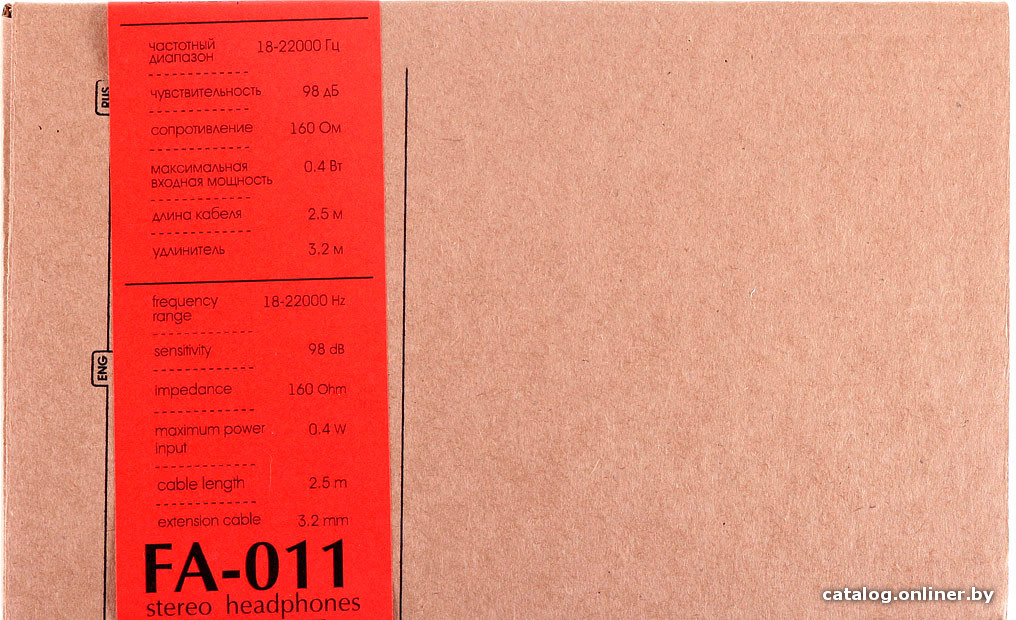 частотный 18-22000 Гц
диапазон
RUS
чувствительность 98 дБ
сопротивление 160 Ом
максимальная 0.4 Вт
входная мощность
длина кабеля 2.5 м
удлинитель 3.2 м
frequency 18-22000 Hz
range
sensitivity 98 dB
ENG
impedance 160 Ohm
maximum power 0.4 W
input
cable length 2.5 m
extension cable 3.2 mm
FA-011
stereo headphones
catalog.onliner.by